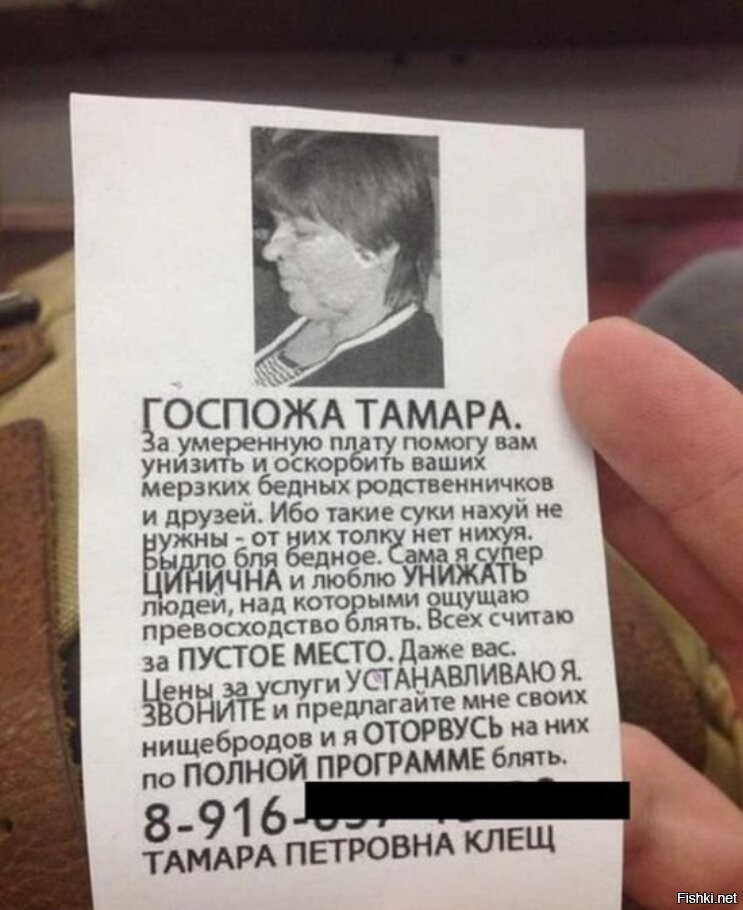 ГОСПОЖА ТАМАРА.
За умеренную плату помогу вам
унизить и оскорбить ваших
мерзких бедных родственничков
и друзей. Ибо такие суки нахуй не
нужны - от них толку нет нихуя.
Быдло бля бедное. Сама я супер
ЦИНИЧНА и люблю УНИЖАТЬ
людей, над которыми ощущаю
превосходство блять. Всех считаю
за ПУСТОЕ МЕСТО. Даже вас.
Цены за услуги УСТАНАВЛИВАЮ Я.
ЗВОНИТЕ и предлагайте мне своих
нищебродов и я ОТОРВУСЬ на них
по ПОЛНОЙ ПРОГРАММЕ блять.
8-916-
ТАМАРА ПЕТРОВНА КЛЕЩ
Fishki.net